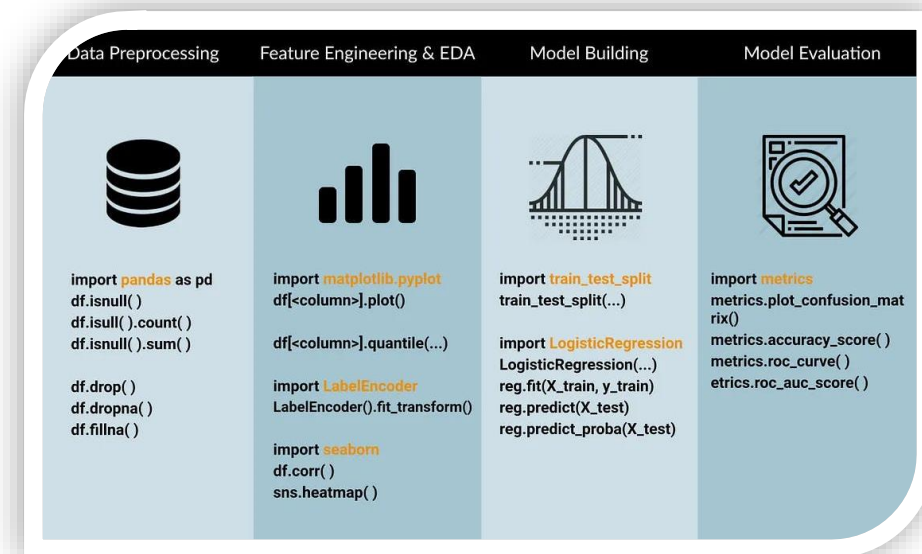 Data Preprocessing
Feature Engineering & EDA
Model Building
Model Evaluation
import pandas as pd
df.isnull( )
df.isull( ).count( )
df.isnull( ).sum( )
df.drop( )
df.dropna( )
df.fillna( )
import matplotlib.pyplot
df[<column>].plot()
df[<column>].quantile(...)
import LabelEncoder
LabelEncoder().fit_transform()
import seaborn
df.corr( )
sns.heatmap( )
import train_test_split
train_test_split(...)
import LogisticRegression
LogisticRegression(...)
reg.fit(X_train, y_train)
reg.predict(X_test)
reg.predict_proba(X_test)
import metrics
metrics.plot_confusion_mat
rix()
metrics.accuracy_score( )
metrics.roc_curve( )
etrics.roc_auc_score( )